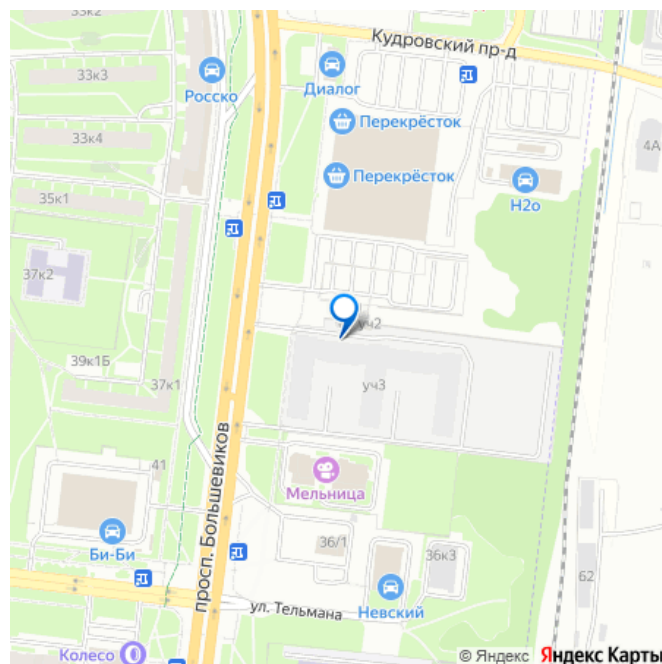 33к2
Кудровский пр-д
33к3
Росско
Диалог
Перекрёсток
33к4
4А
Перекрёсток
35к1
Н2о
37к2
уч2
39к1Б
37к1
уч3
просп. Большевиков
41
Мельница
36/1
36к3
Би-Би
62
ул. Тельмана
Невский
Колесо
© Яндекс Яндекс Карты